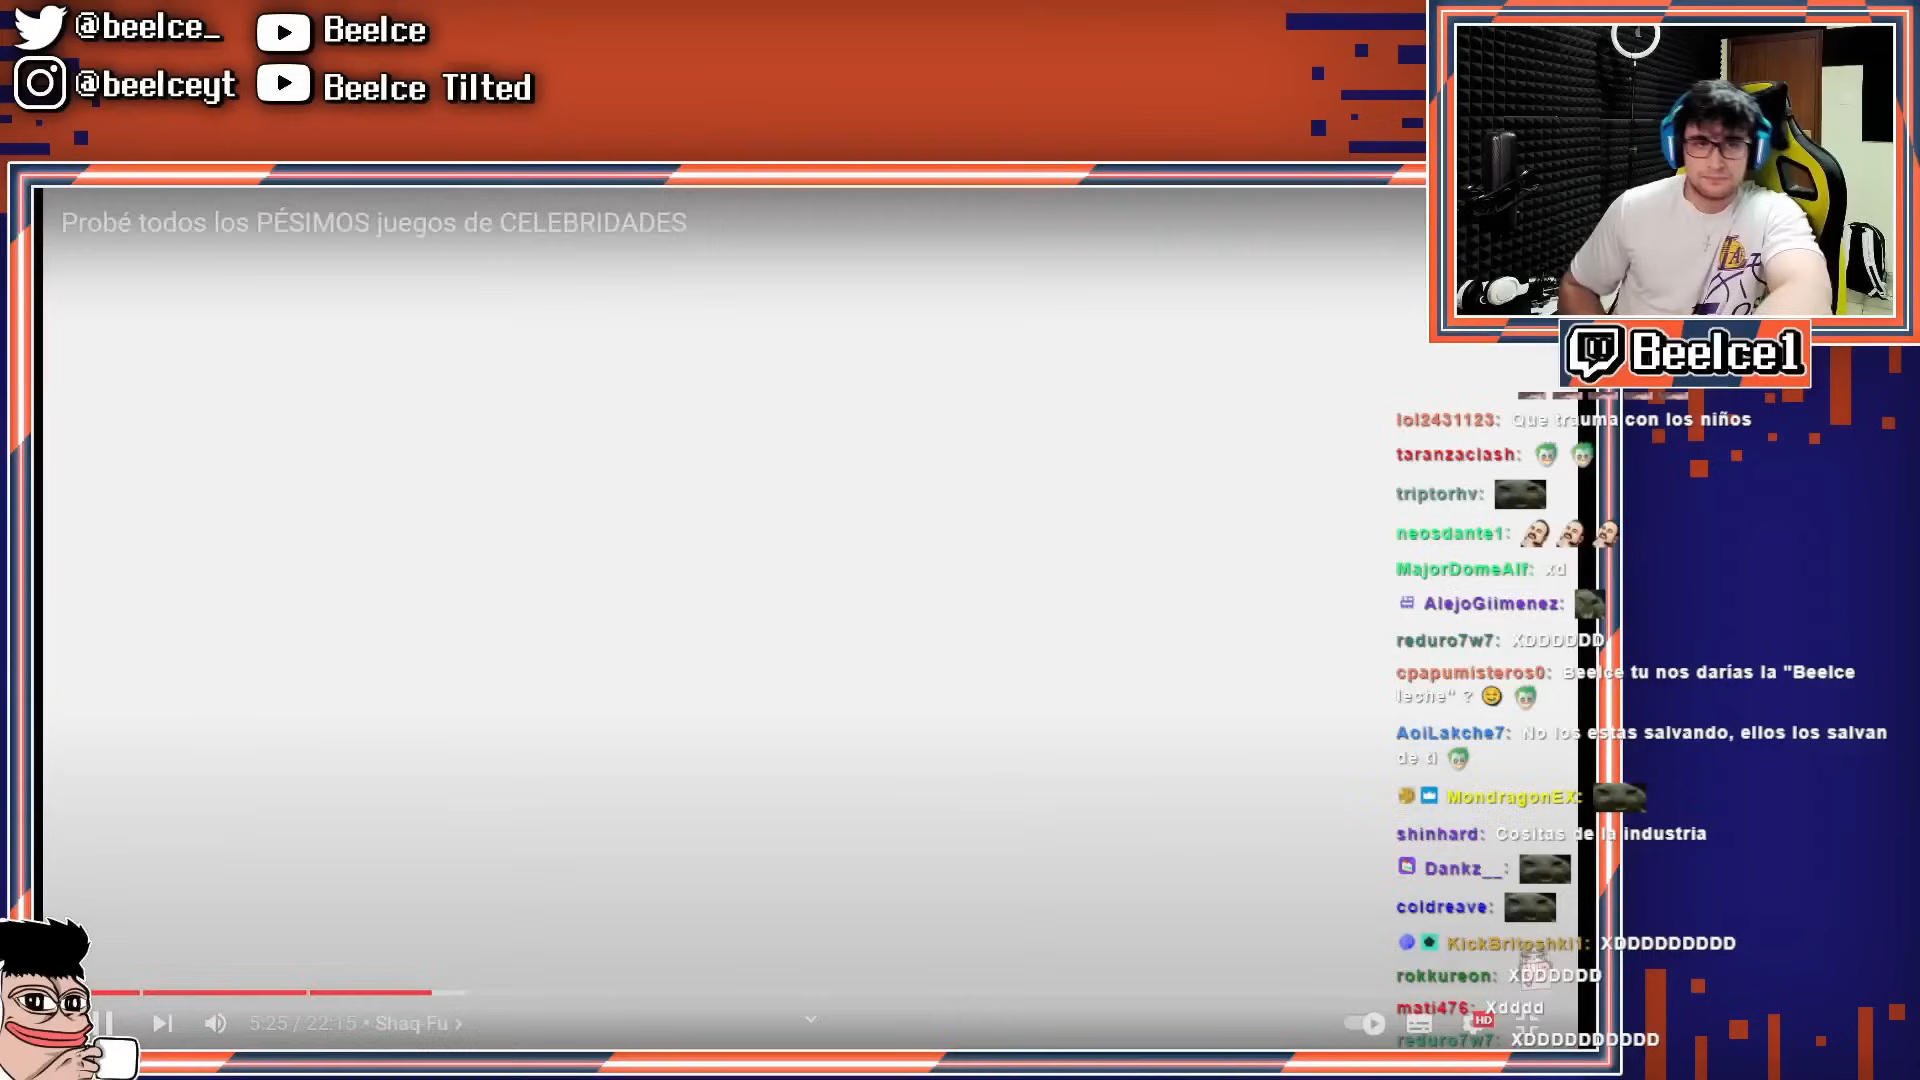 @beelce_
Beelce
@beelceyt
Beelce Tilted
Probé todos los PÉSIMOS juegos de CELEBRIDADES
Beelce1
lol2431123: Que trauma con los niños
taranzaclash:
triptorhv:
neosdante1:
MajorDomeAlf: xd
AlejoGiimenez:
reduro7w7: XDDDDDD
cpapumisteros0: Beelce tu nos darías la "Beelce
leche" ?
AoiLakche7: No los estas salvando, ellos los salvan
de ti
MondragonEX:
shinhard: Cositas de la industria
Dankz__:
coldreave:
KickBritoshki1: XDDDDDDDDD
rokkureon: XDDDDDD
mati476: Xdddd
reduro7w7: XDDDDDDDDDD
5:25 / 22:15 • Shaq Fu ›
HD